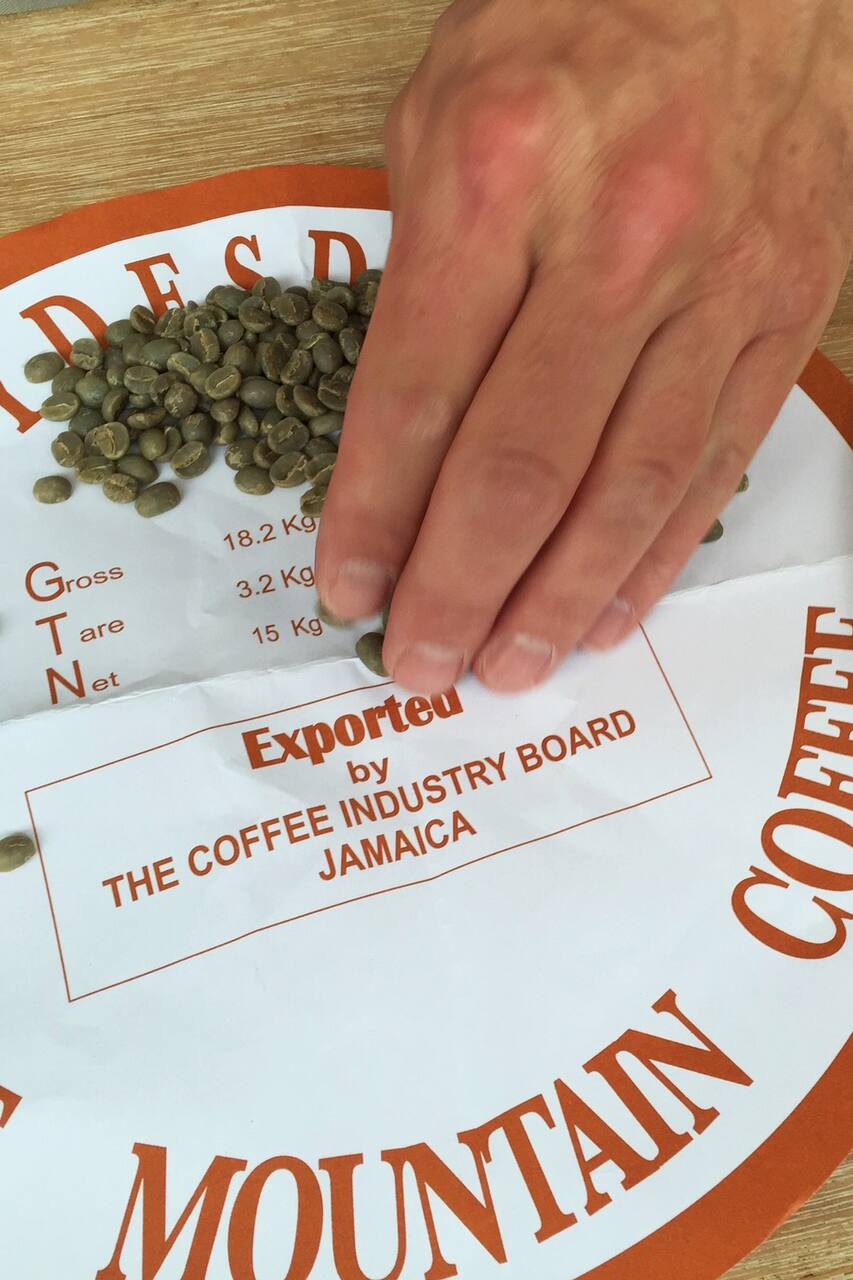 Gross 18.2 Kg
Tare 3.2 Kg
Net 15 Kg
Exported
by
THE COFFEE INDUSTRY BOARD
JAMAICA
MOUNTAIN COFFEE